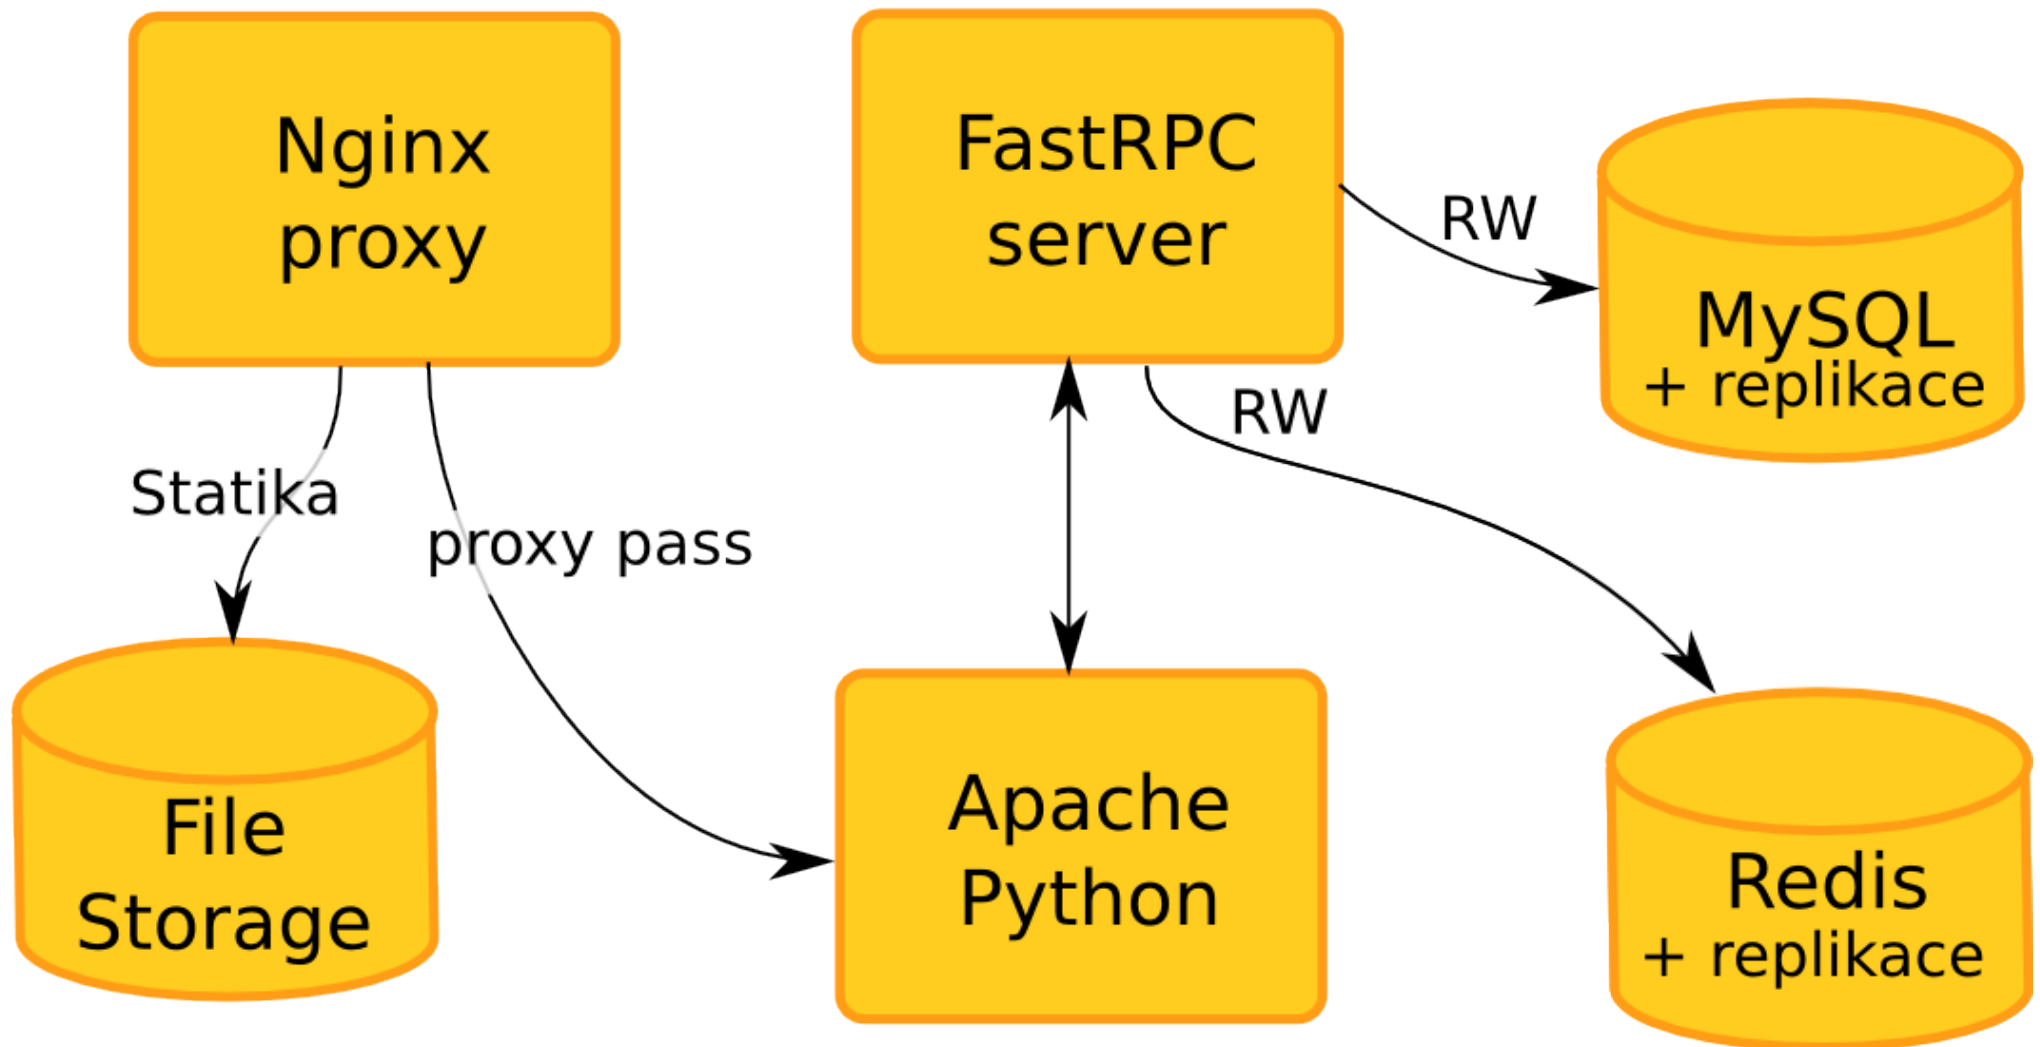 Nginx
proxy
FastRPC
server
RW
MySQL
+ replikace
RW
Statika
proxy pass
File
Storage
Apache
Python
Redis
+ replikace